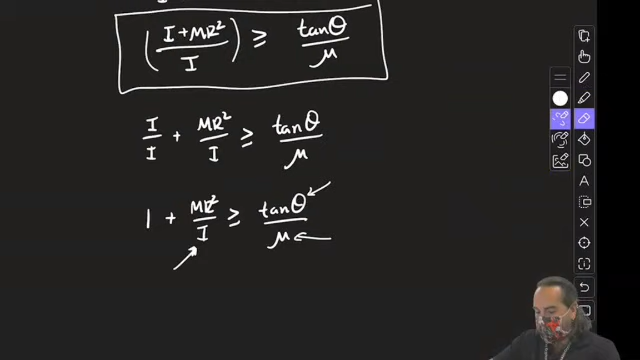 (I+MR²/I) ≥ tanθ/μ
I/I + MR²/I ≥ tanθ/μ
1 + MR²/I ≥ tanθ/μ